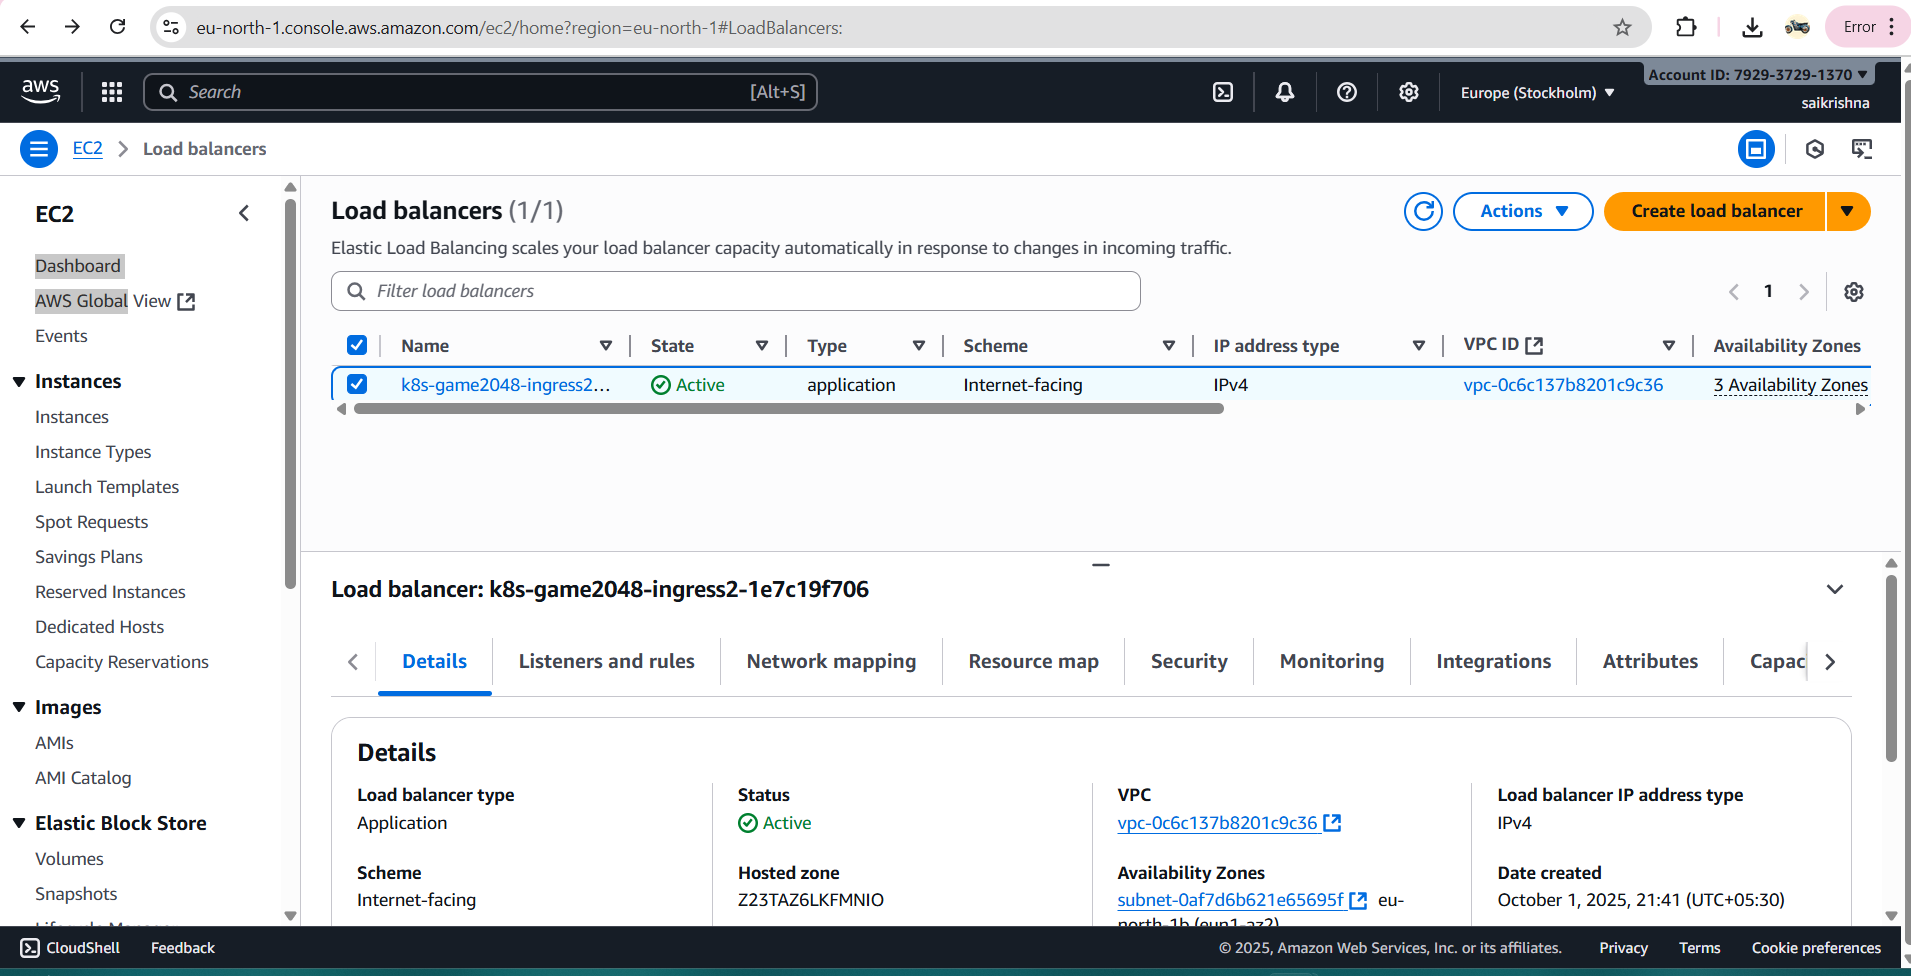 eu-north-1.console.aws.amazon.com/ec2/home?region=eu-north-1#LoadBalancers:
Error
aws
Search
[Alt+S]
Europe (Stockholm)
Account ID: 7929-3729-1370
saikrishna
EC2
Load balancers
EC2
Dashboard
AWS Global View
Events
Instances
Instances
Instance Types
Launch Templates
Spot Requests
Savings Plans
Reserved Instances
Dedicated Hosts
Capacity Reservations
Images
AMIs
AMI Catalog
Elastic Block Store
Volumes
Snapshots
Load balancers (1/1)
Actions
Create load balancer
Elastic Load Balancing scales your load balancer capacity automatically in response to changes in incoming traffic.
Filter load balancers
1
Name State Type Scheme IP address type VPC ID Availability Zones
k8s-game2048-ingress2... Active application Internet-facing IPv4 vpc-0c6c137b8201c9c36 3 Availability Zones
Load balancer: k8s-game2048-ingress2-1e7c19f706
Details Listeners and rules Network mapping Resource map Security Monitoring Integrations Attributes Capac
Details
Load balancer type
Application
Status
Active
VPC
vpc-0c6c137b8201c9c36
Load balancer IP address type
IPv4
Scheme
Internet-facing
Hosted zone
Z23TAZ6LKFMNIO
Availability Zones
subnet-0af7d6b621e65695f eu-
north-1b (eun1-az2)
Date created
October 1, 2025, 21:41 (UTC+05:30)
CloudShell
Feedback
© 2025, Amazon Web Services, Inc. or its affiliates.
Privacy
Terms
Cookie preferences